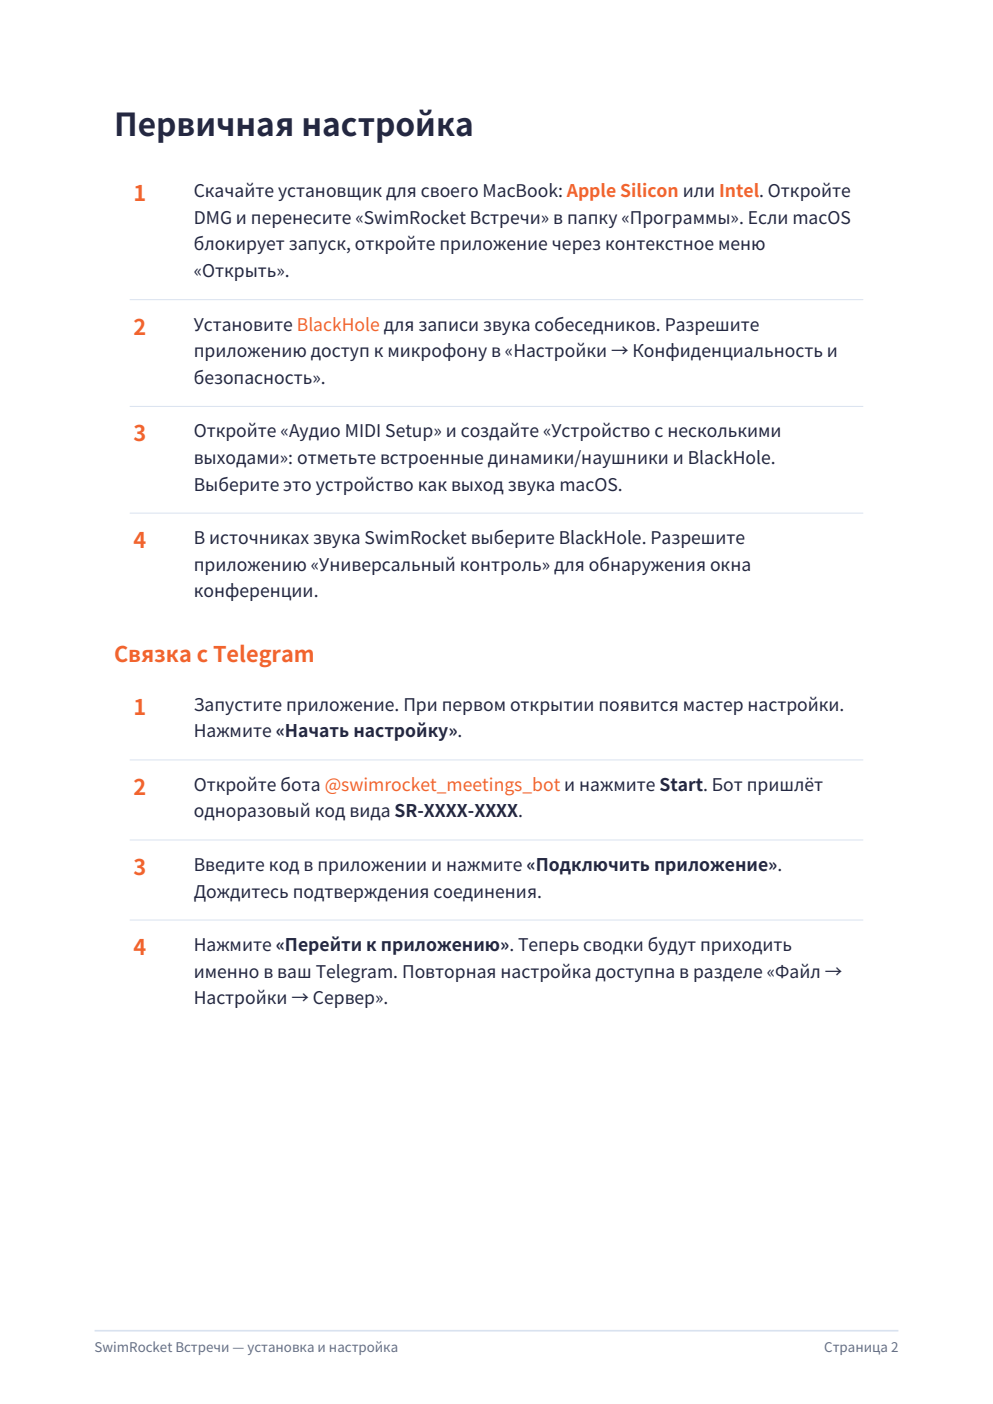 Первичная настройка
1
Скачайте установщик для своего MacBook: Apple Silicon или Intel. Откройте
DMG и перенесите «SwimRocket Встречи» в папку «Программы». Если macOS
блокирует запуск, откройте приложение через контекстное меню
«Открыть».
2
Установите BlackHole для записи звука собеседников. Разрешите
приложению доступ к микрофону в «Настройки → Конфиденциальность и
безопасность».
3
Откройте «Аудио MIDI Setup» и создайте «Устройство с несколькими
выходами»: отметьте встроенные динамики/наушники и BlackHole.
Выберите это устройство как выход звука macOS.
4
В источниках звука SwimRocket выберите BlackHole. Разрешите
приложению «Универсальный контроль» для обнаружения окна
конференции.
Связка с Telegram
1
Запустите приложение. При первом открытии появится мастер настройки.
Нажмите «Начать настройку».
2
Откройте бота @swimrocket_meetings_bot и нажмите Start. Бот пришлёт
одноразовый код вида SR-XXXX-XXXX.
3
Введите код в приложении и нажмите «Подключить приложение».
Дождитесь подтверждения соединения.
4
Нажмите «Перейти к приложению». Теперь сводки будут приходить
именно в ваш Telegram. Повторная настройка доступна в разделе «Файл →
Настройки → Сервер».
SwimRocket Встречи — установка и настройка
Страница 2